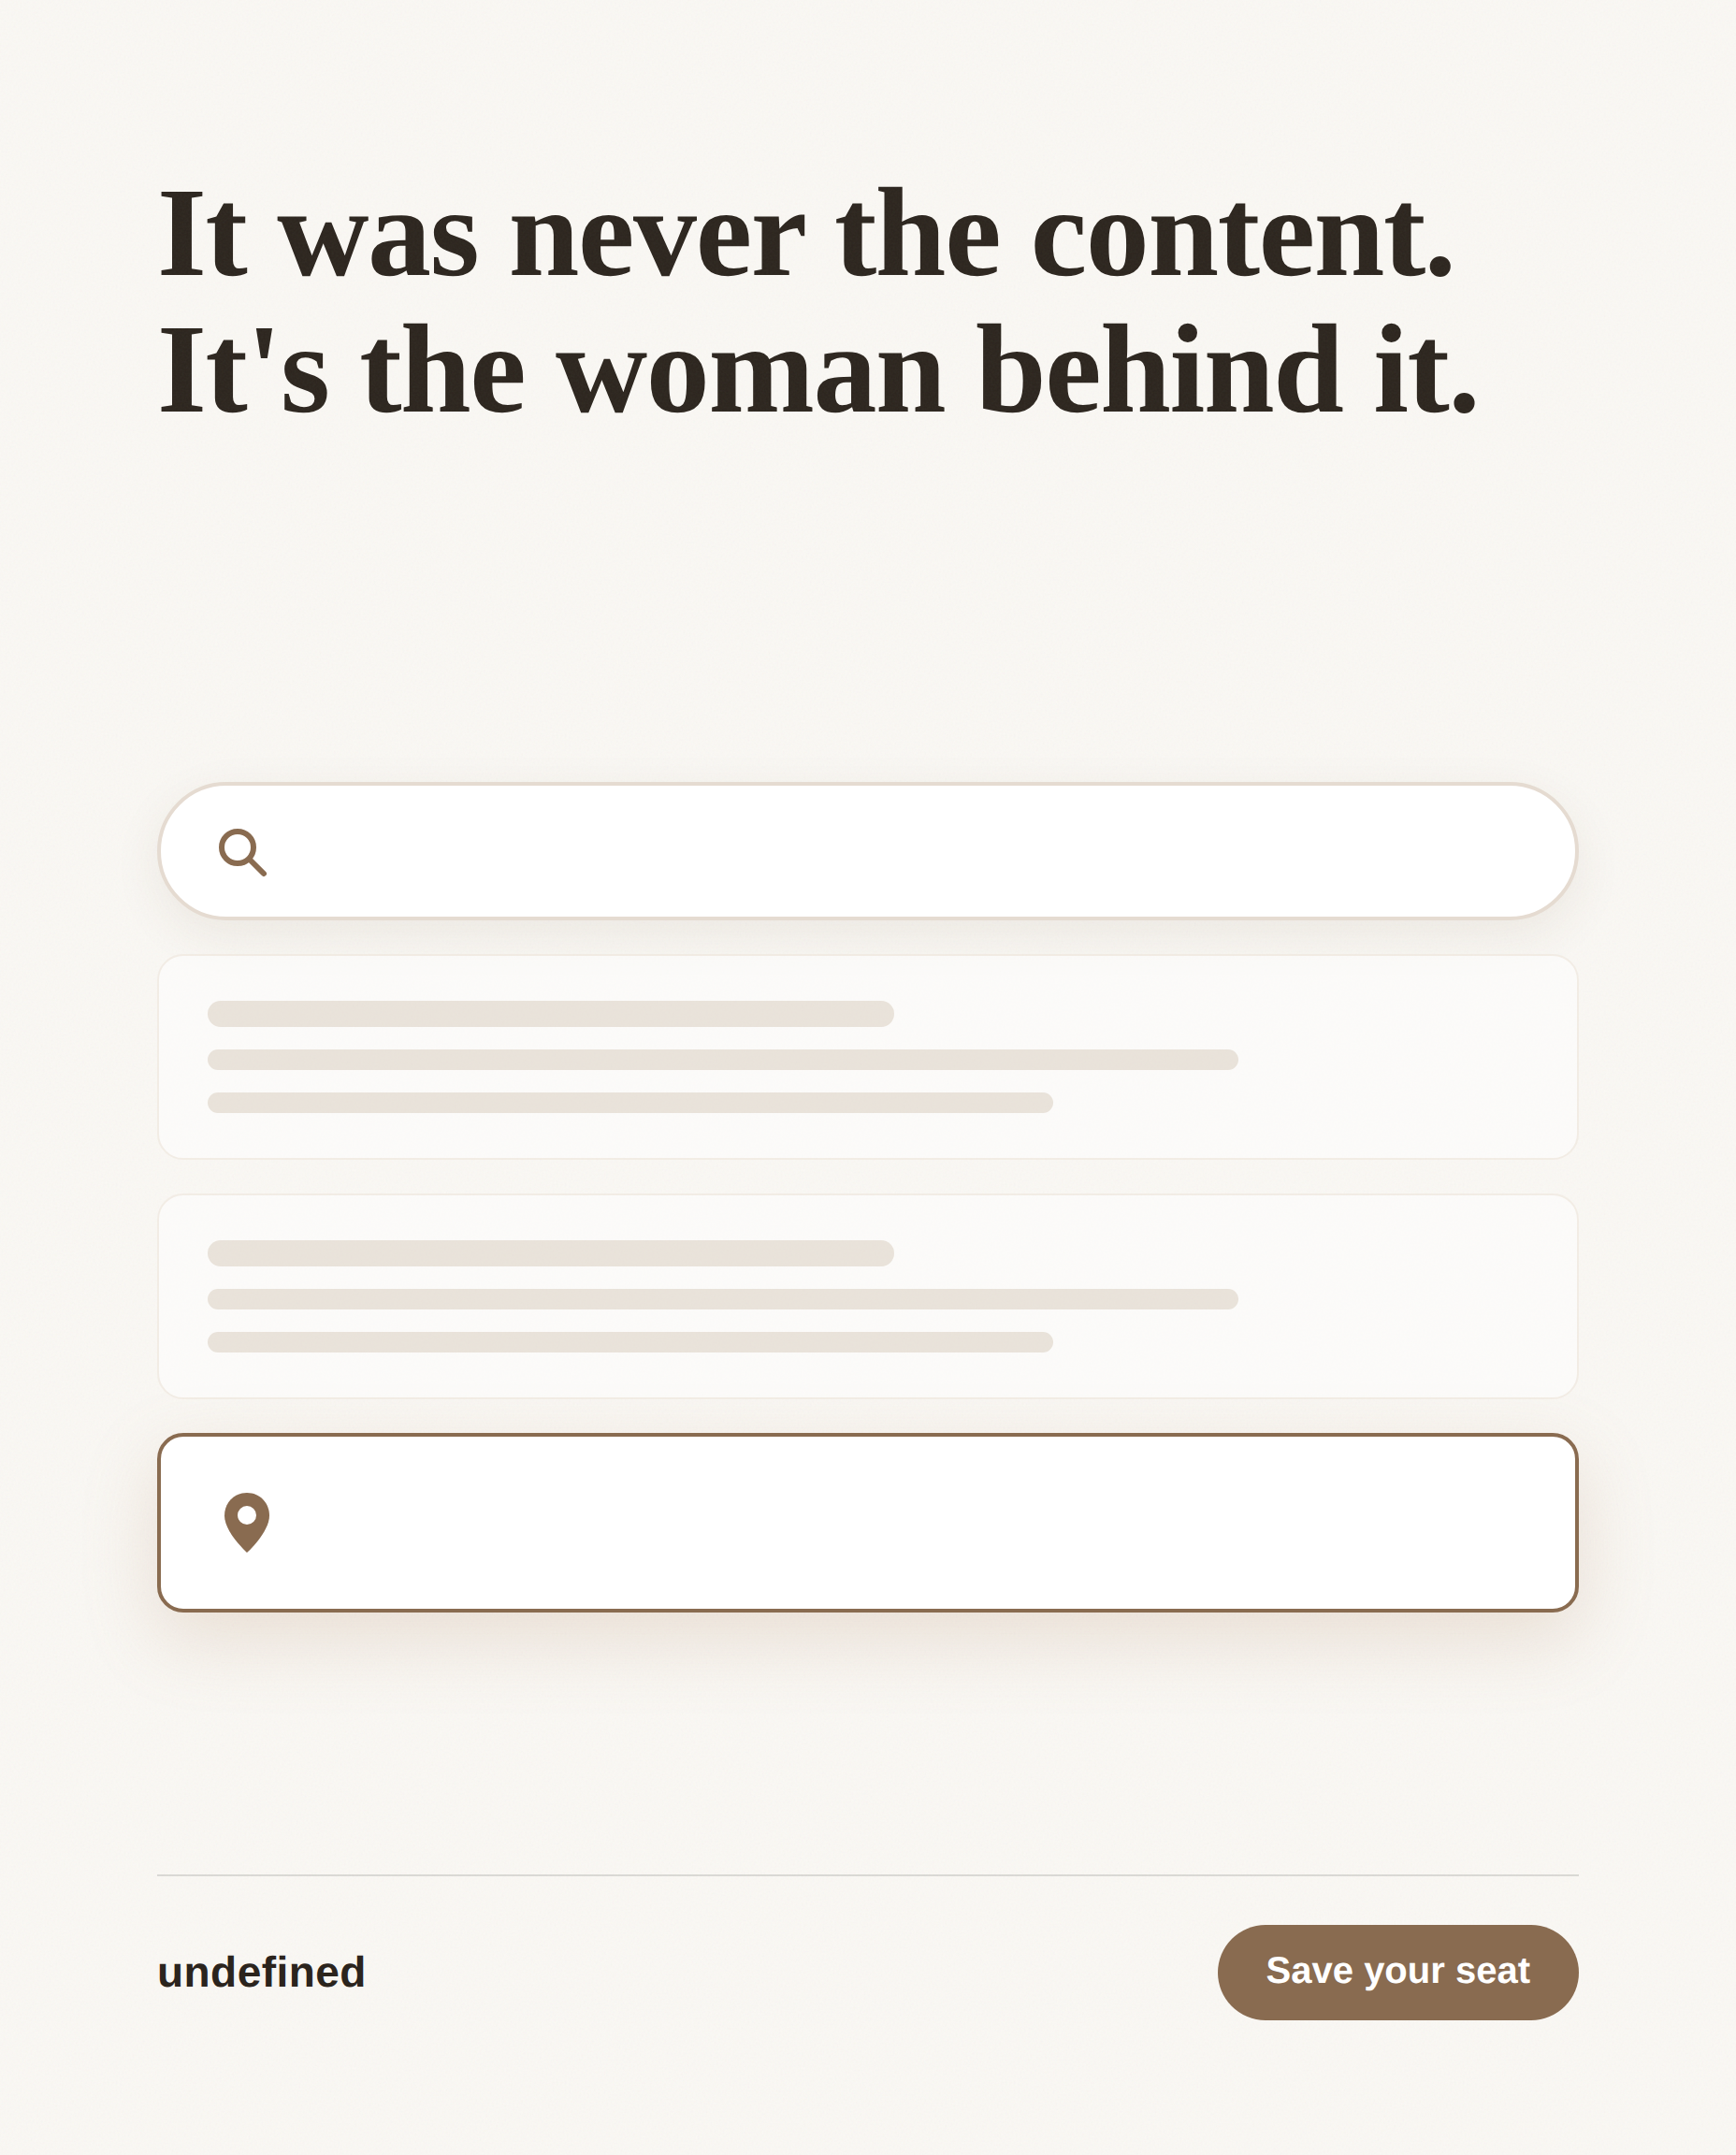 It was never the content.
It's the woman behind it.
undefined
Save your seat